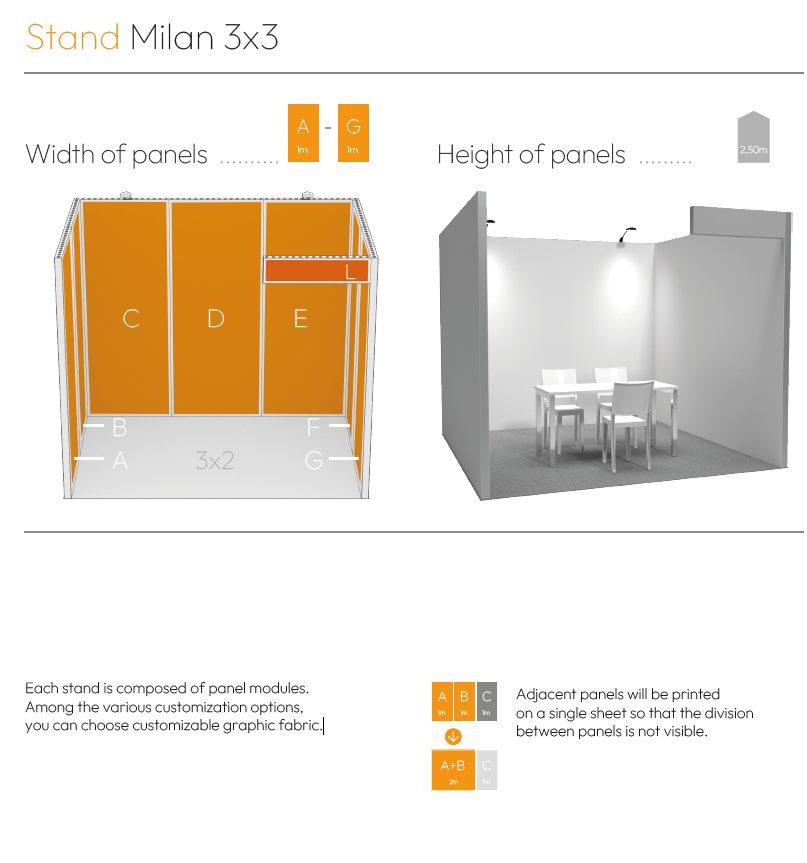 Stand Milan 3x3
A - G
1m 1m
Width of panels ..........
Height of panels .........
2,50m
L
C D E
B F
A 3x2 G
Each stand is composed of panel modules.
Among the various customization options,
you can choose customizable graphic fabric.
A B C
1m 1m 1m
A+B C
2m 1m
Adjacent panels will be printed
on a single sheet so that the division
between panels is not visible.